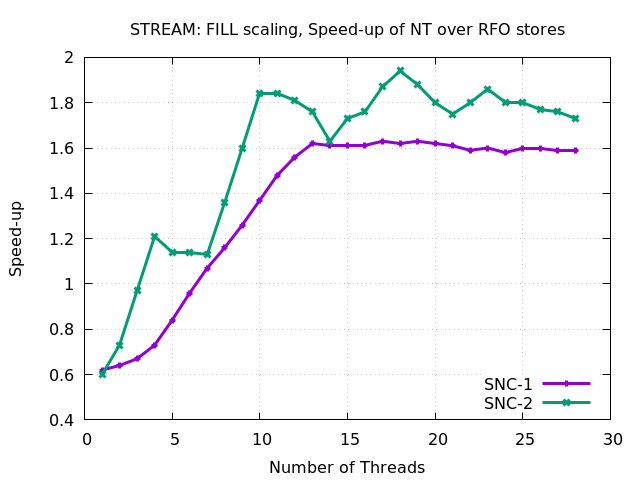 STREAM: FILL scaling, Speed-up of NT over RFO stores
2
1.8
1.6
1.4
1.2
1
0.8
0.6
0.4
Speed-up
SNC-1
SNC-2
0 5 10 15 20 25 30
Number of Threads